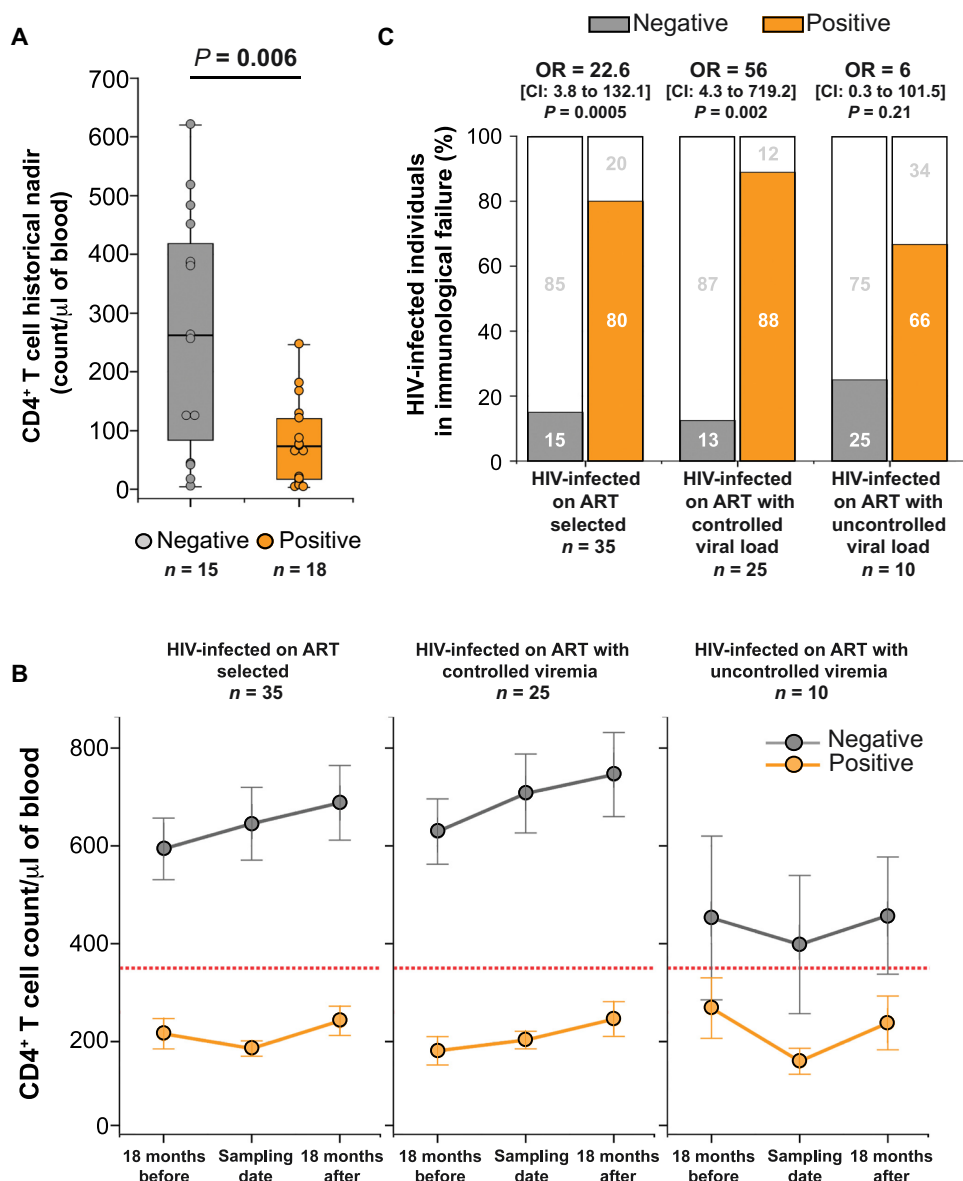 A
P = 0.006
CD4+ T cell historical nadir
(count/µl of blood)
700
600
500
400
300
200
100
0
Negative
Positive
n = 15
n = 18
C
Negative
Positive
OR = 22.6
[CI: 3.8 to 132.1]
P = 0.0005
OR = 56
[CI: 4.3 to 719.2]
P = 0.002
OR = 6
[CI: 0.3 to 101.5]
P = 0.21
HIV-infected individuals
in immunological failure (%)
100
80
60
40
20
0
85
15
20
80
87
13
12
88
75
25
34
66
HIV-infected
on ART
selected
n = 35
HIV-infected
on ART with
controlled
viral load
n = 25
HIV-infected
on ART with
uncontrolled
viral load
n = 10
B
HIV-infected on ART
selected
n = 35
HIV-infected on ART with
controlled viremia
n = 25
HIV-infected on ART with
uncontrolled viremia
n = 10
CD4+ T cell count/µl of blood
800
600
400
200
0
Negative
Positive
18 months
before
Sampling
date
18 months
after
18 months
before
Sampling
date
18 months
after
18 months
before
Sampling
date
18 months
after